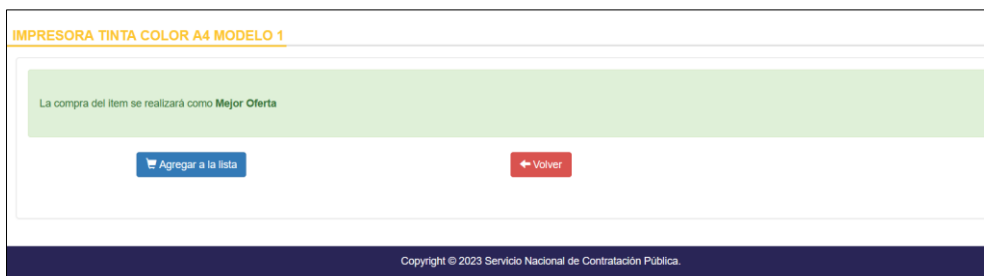 IMPRESORA TINTA COLOR A4 MODELO 1
La compra del item se realizará como Mejor Oferta
Agregar a la lista
Volver
Copyright © 2023 Servicio Nacional de Contratación Pública.